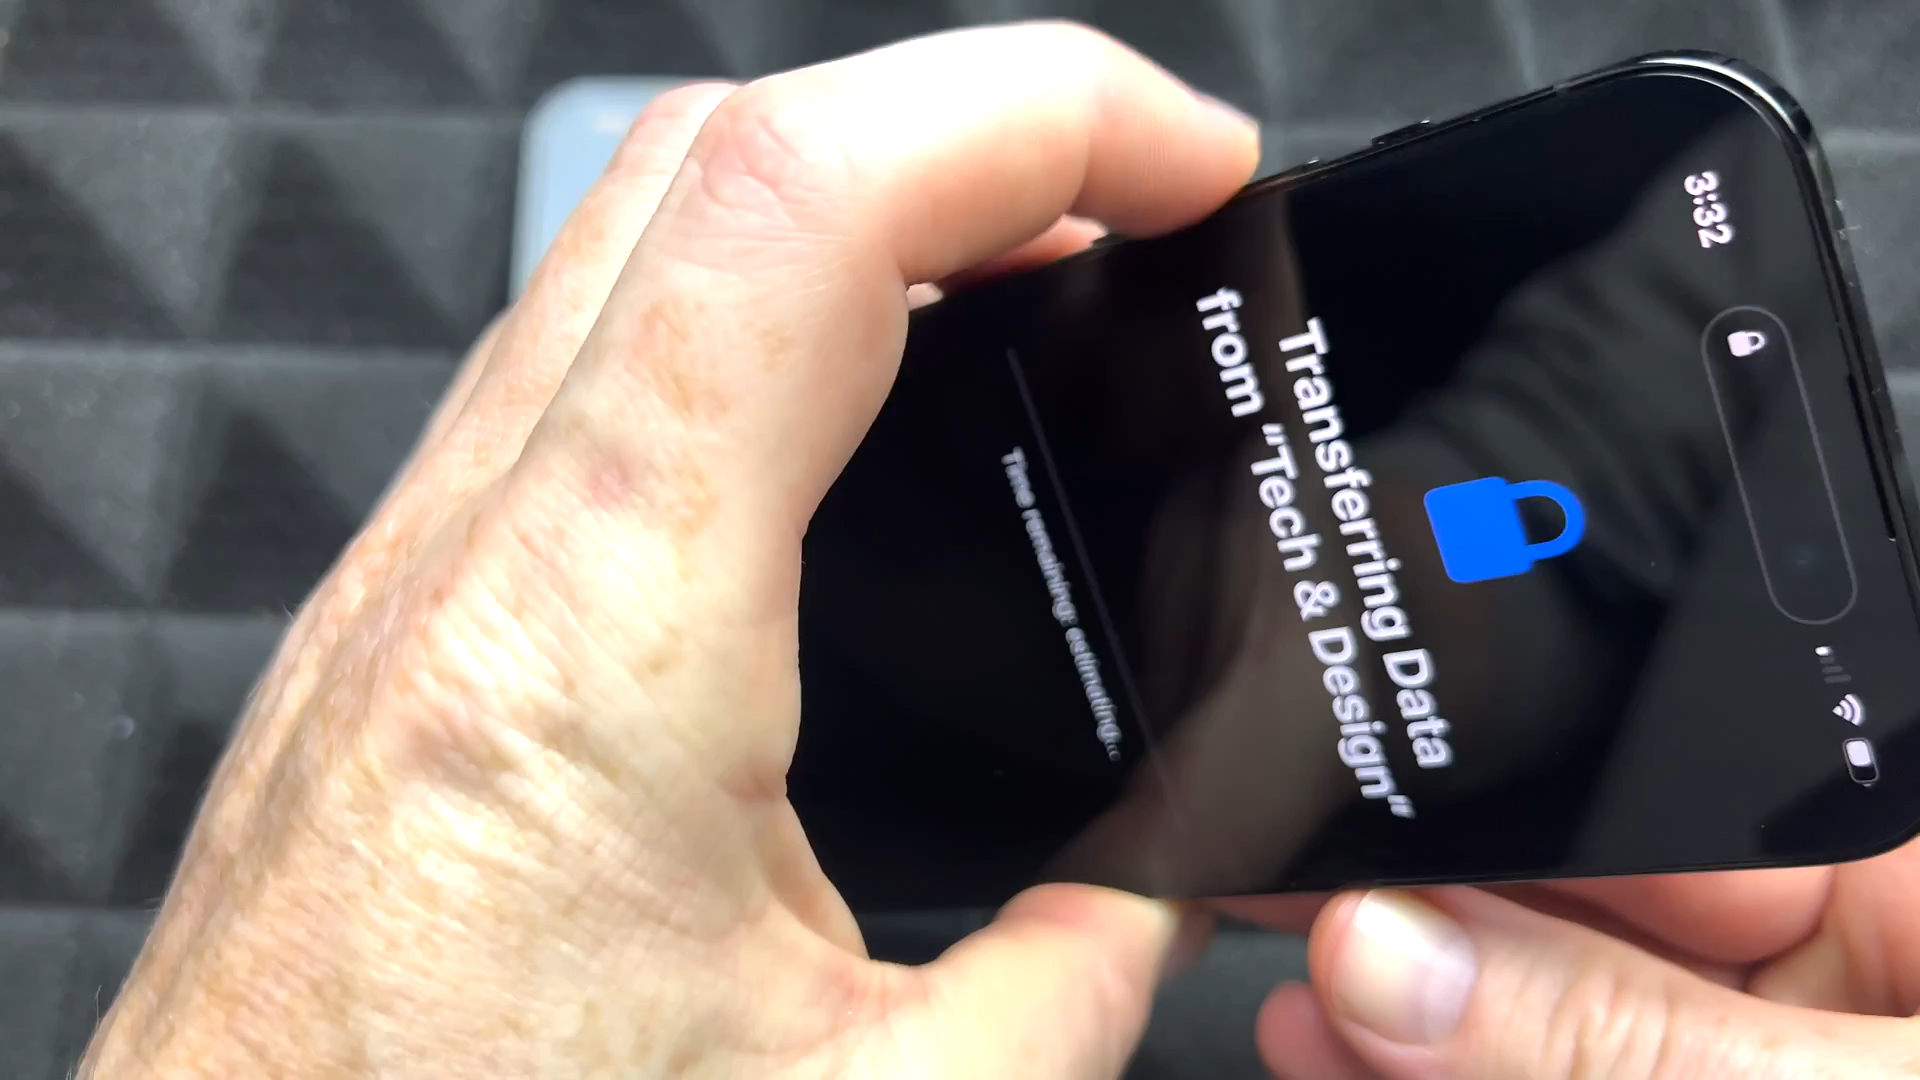 3:32
Transferring Data
from “Tech & Design”
Time remaining: estimating...